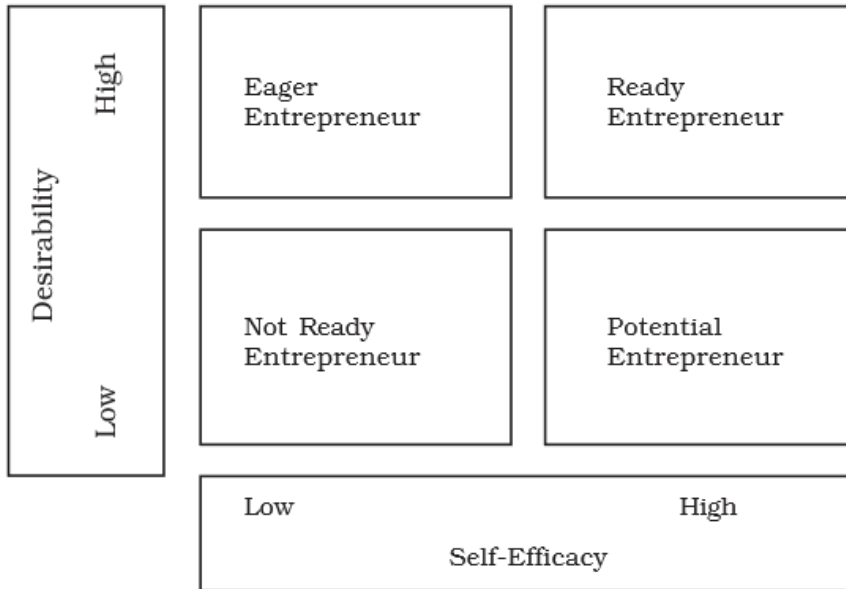 High
Desirability
Low
Eager
Entrepreneur
Ready
Entrepreneur
Not Ready
Entrepreneur
Potential
Entrepreneur
Low
High
Self-Efficacy